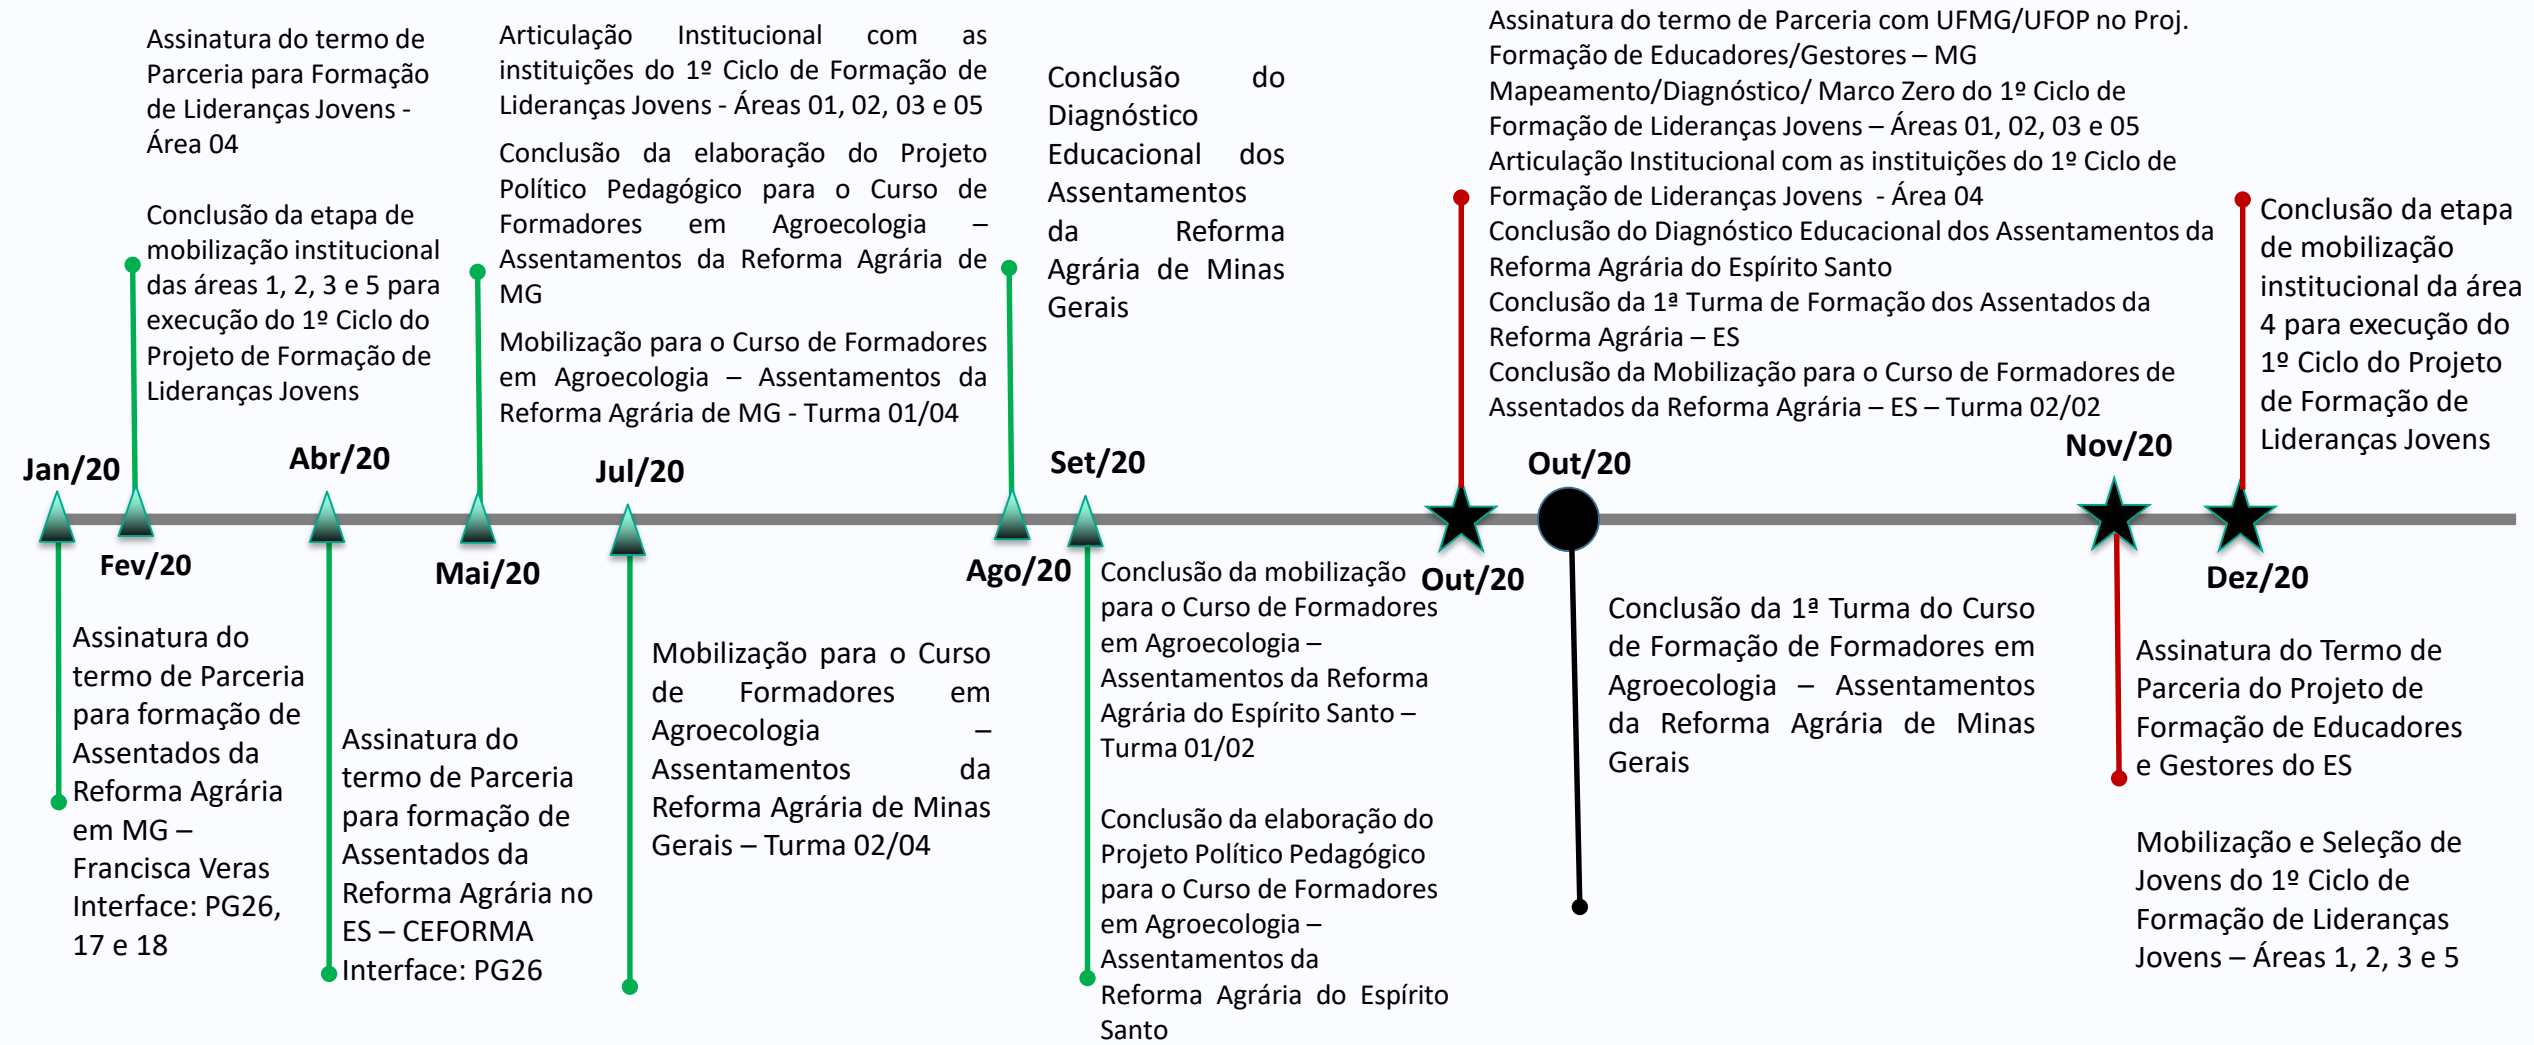 Assinatura do termo de
Parceria para Formação
de Lideranças Jovens -
Área 04
Conclusão da etapa de
mobilização institucional
das áreas 1, 2, 3 e 5 para
execução do 1º Ciclo do
Projeto de Formação de
Lideranças Jovens
Articulação Institucional com as
instituições do 1º Ciclo de Formação de
Lideranças Jovens - Áreas 01, 02, 03 e 05
Conclusão da elaboração do Projeto
Político Pedagógico para o Curso de
Formadores em Agroecologia –
Assentamentos da Reforma Agrária de
MG
Mobilização para o Curso de Formadores
em Agroecologia – Assentamentos da
Reforma Agrária de MG - Turma 01/04
Conclusão do
Diagnóstico
Educacional dos
Assentamentos
da Reforma
Agrária de Minas
Gerais
Assinatura do termo de Parceria com UFMG/UFOP no Proj.
Formação de Educadores/Gestores – MG
Mapeamento/Diagnóstico/ Marco Zero do 1º Ciclo de
Formação de Lideranças Jovens – Áreas 01, 02, 03 e 05
Articulação Institucional com as instituições do 1º Ciclo de
Formação de Lideranças Jovens - Área 04
Conclusão do Diagnóstico Educacional dos Assentamentos da
Reforma Agrária do Espírito Santo
Conclusão da 1ª Turma de Formação dos Assentados da
Reforma Agrária – ES
Conclusão da Mobilização para o Curso de Formadores de
Assentados da Reforma Agrária – ES – Turma 02/02
Conclusão da etapa
de mobilização
institucional da área
4 para execução do
1º Ciclo do Projeto
de Formação de
Lideranças Jovens
Jan/20
Abr/20
Jul/20
Set/20
Out/20
Nov/20
Fev/20
Mai/20
Ago/20
Out/20
Dez/20
Assinatura do
termo de Parceria
para formação de
Assentados da
Reforma Agrária
em MG –
Francisca Veras
Interface: PG26,
17 e 18
Assinatura do
termo de Parceria
para formação de
Assentados da
Reforma Agrária no
ES – CEFORMA
Interface: PG26
Mobilização para o Curso
de Formadores em
Agroecologia –
Assentamentos da
Reforma Agrária de Minas
Gerais – Turma 02/04
Conclusão da mobilização
para o Curso de Formadores
em Agroecologia –
Assentamentos da Reforma
Agrária do Espírito Santo –
Turma 01/02
Conclusão da elaboração do
Projeto Político Pedagógico
para o Curso de Formadores
em Agroecologia –
Assentamentos da
Reforma Agrária do Espírito
Santo
Conclusão da 1ª Turma do Curso
de Formação de Formadores em
Agroecologia – Assentamentos
da Reforma Agrária de Minas
Gerais
Assinatura do Termo de
Parceria do Projeto de
Formação de Educadores
e Gestores do ES
Mobilização e Seleção de
Jovens do 1º Ciclo de
Formação de Lideranças
Jovens – Áreas 1, 2, 3 e 5